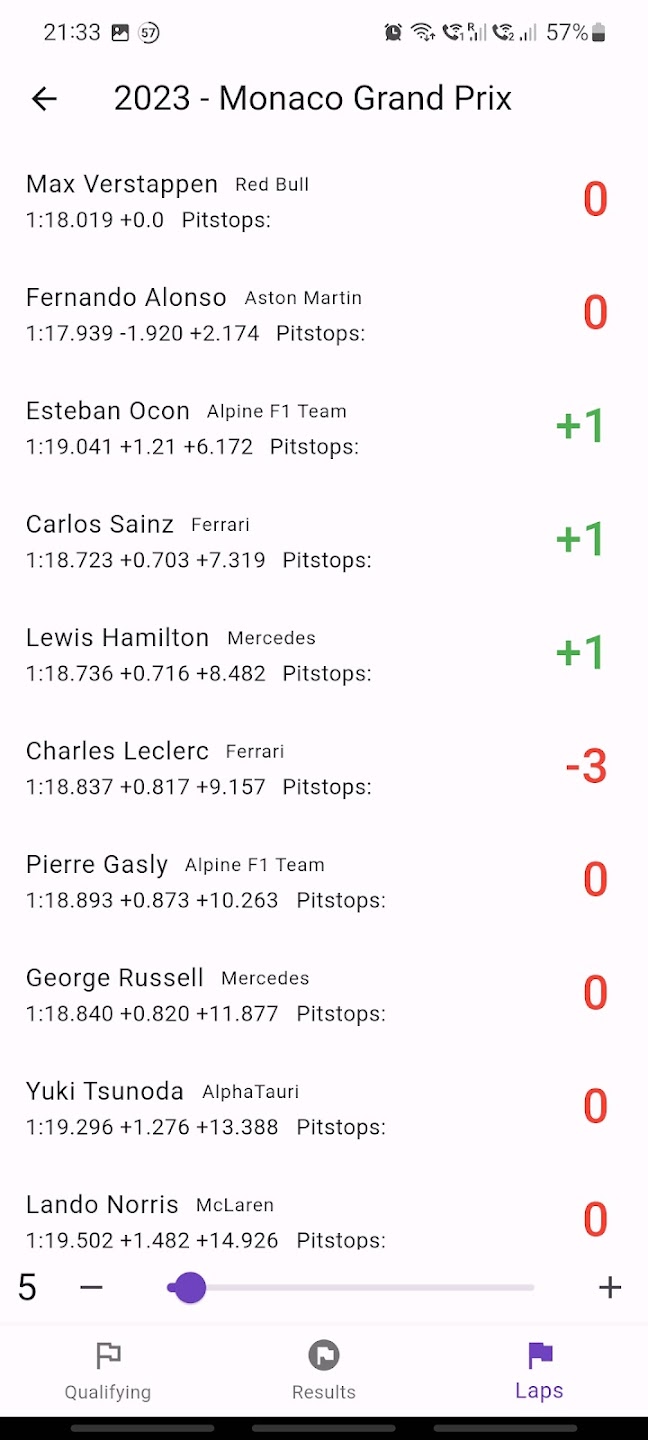 21:33 57 R 1 2 57%
2023 - Monaco Grand Prix
Max Verstappen Red Bull
1:18.019 +0.0 Pitstops:
0
Fernando Alonso Aston Martin
1:17.939 -1.920 +2.174 Pitstops:
0
Esteban Ocon Alpine F1 Team
1:19.041 +1.21 +6.172 Pitstops:
+1
Carlos Sainz Ferrari
1:18.723 +0.703 +7.319 Pitstops:
+1
Lewis Hamilton Mercedes
1:18.736 +0.716 +8.482 Pitstops:
+1
Charles Leclerc Ferrari
1:18.837 +0.817 +9.157 Pitstops:
-3
Pierre Gasly Alpine F1 Team
1:18.893 +0.873 +10.263 Pitstops:
0
George Russell Mercedes
1:18.840 +0.820 +11.877 Pitstops:
0
Yuki Tsunoda AlphaTauri
1:19.296 +1.276 +13.388 Pitstops:
0
Lando Norris McLaren
1:19.502 +1.482 +14.926 Pitstops:
0
5 − +
Qualifying Results Laps